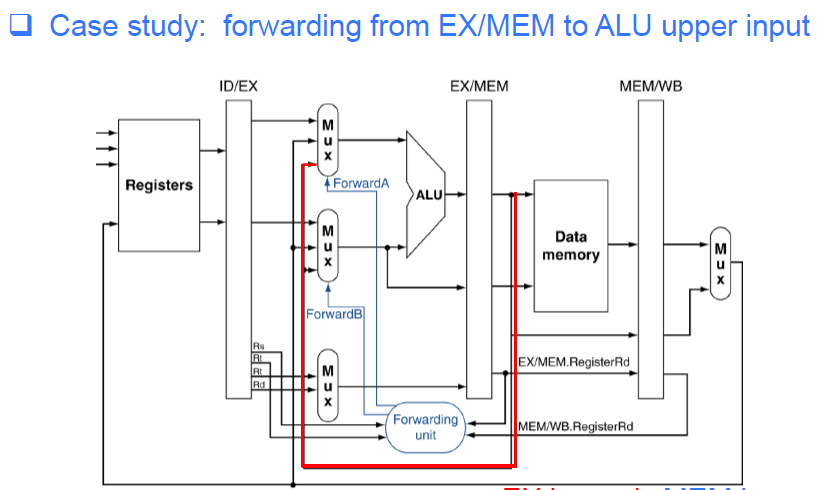 Case study: forwarding from EX/MEM to ALU upper input
ID/EX
EX/MEM
MEM/WB
Registers
M
u
x
ForwardA
ALU
M
u
x
ForwardB
Data
memory
M
u
x
Rs
Rt
Rt
Rd
M
u
x
EX/MEM.RegisterRd
Forwarding
unit
MEM/WB.RegisterRd